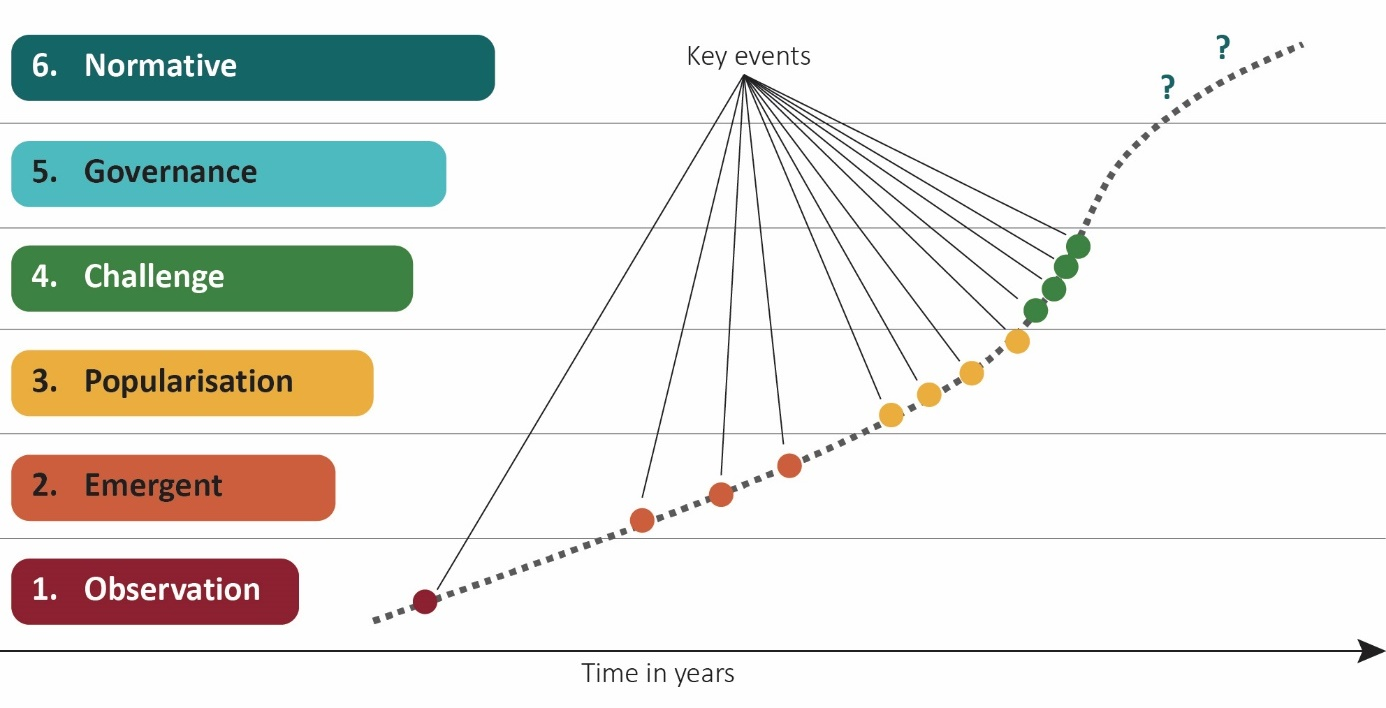 6. Normative
Key events
?
?
5. Governance
4. Challenge
3. Popularisation
2. Emergent
1. Observation
Time in years